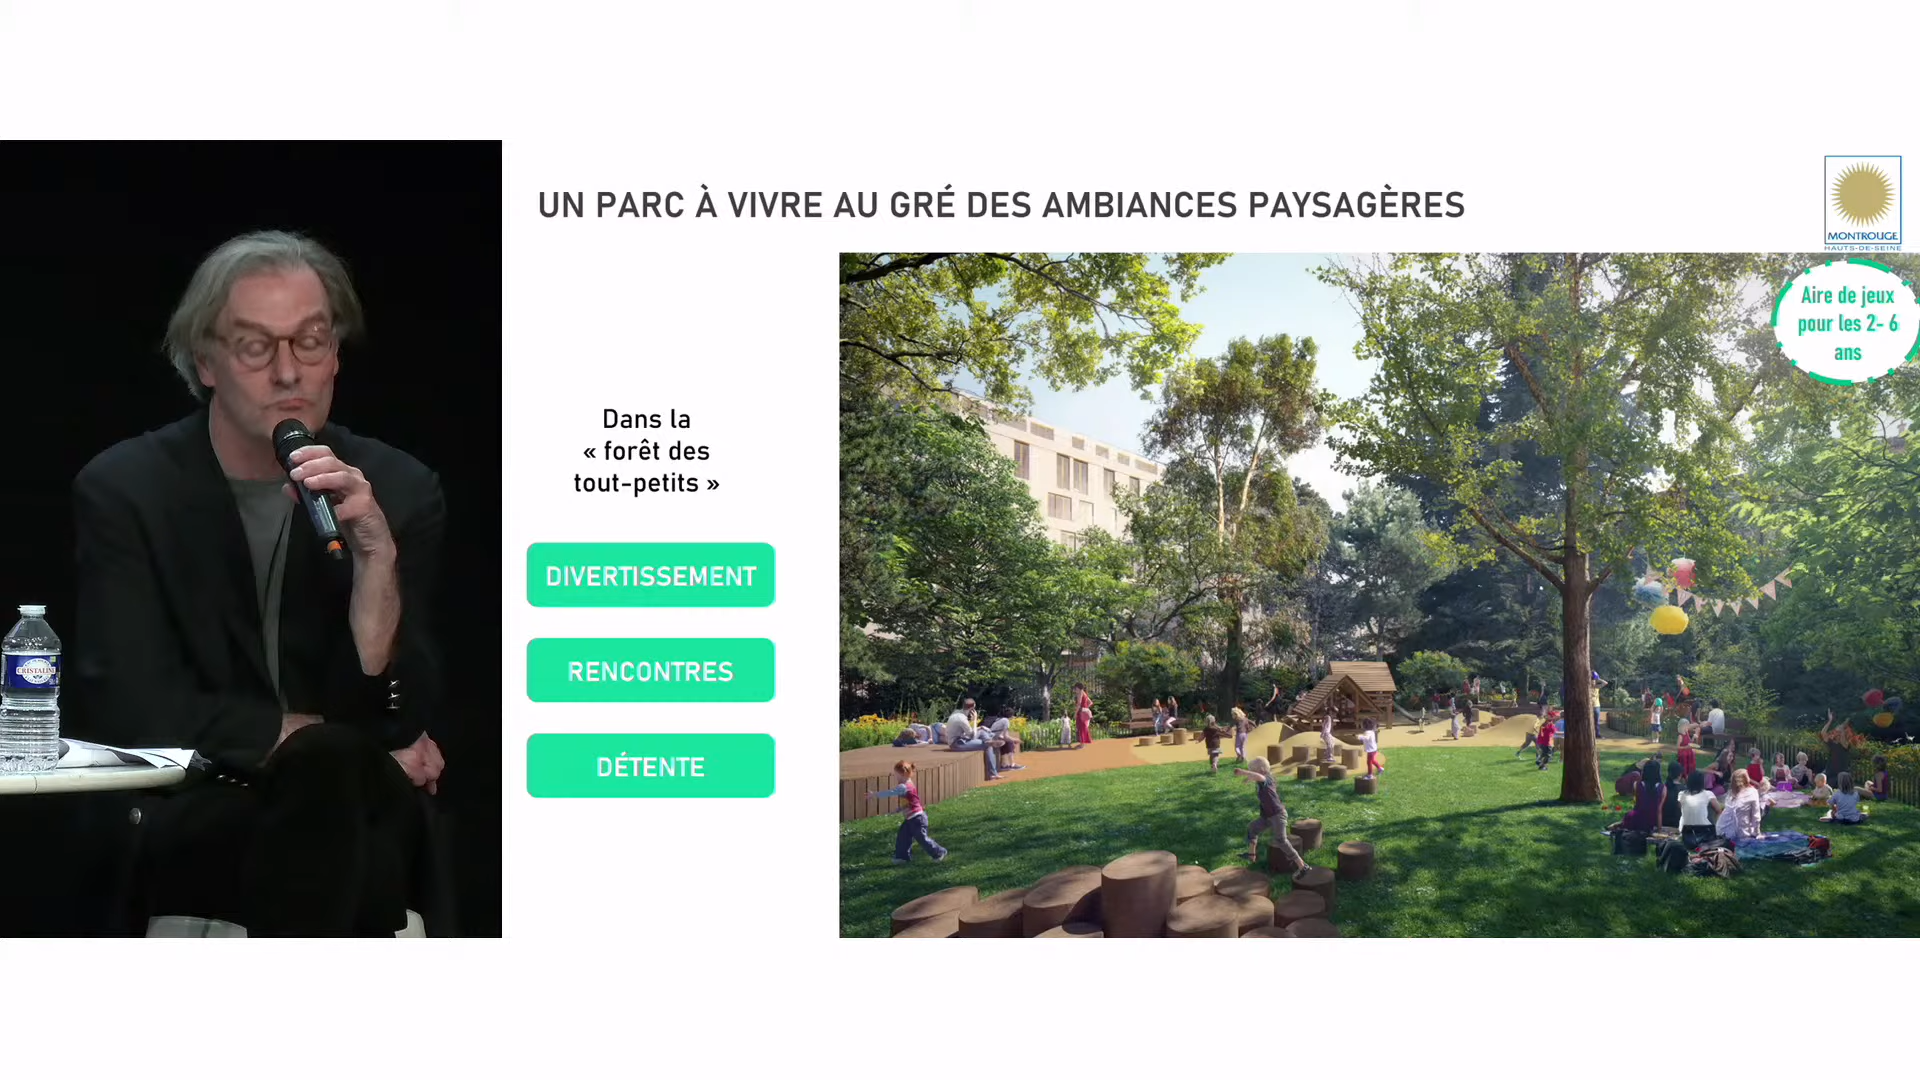 UN PARC À VIVRE AU GRÉ DES AMBIANCES PAYSAGÈRES
MONTROUGE
HAUTS-DE-SEINE
Aire de jeux
pour les 2- 6
ans
Dans la
« forêt des
tout-petits »
DIVERTISSEMENT
RENCONTRES
DÉTENTE
CRISTALINE